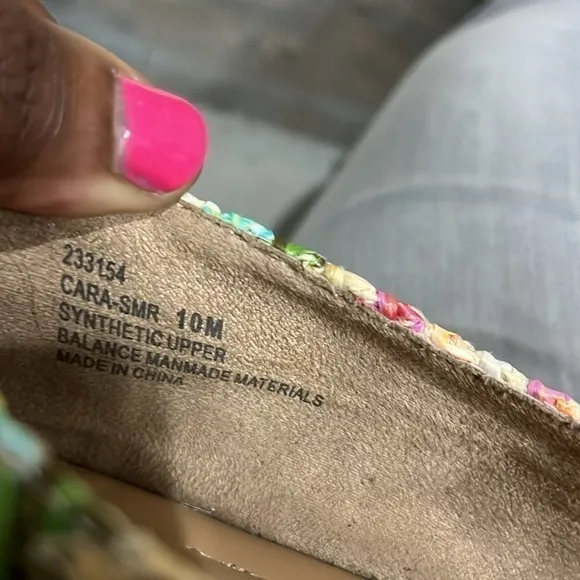 233154
CARA-SMR 10M
SYNTHETIC UPPER
BALANCE MANMADE MATERIALS
MADE IN CHINA